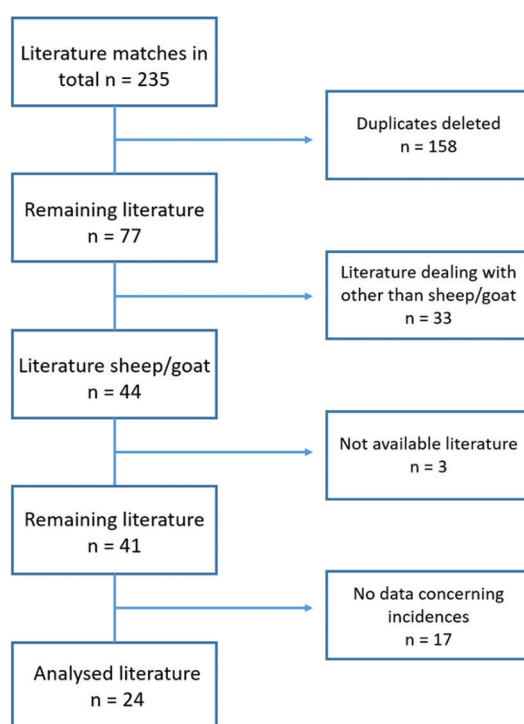 Literature matches in
total n = 235
Duplicates deleted
n = 158
Remaining literature
n = 77
Literature dealing with
other than sheep/goat
n = 33
Literature sheep/goat
n = 44
Not available literature
n = 3
Remaining literature
n = 41
No data concerning
incidences
n = 17
Analysed literature
n = 24